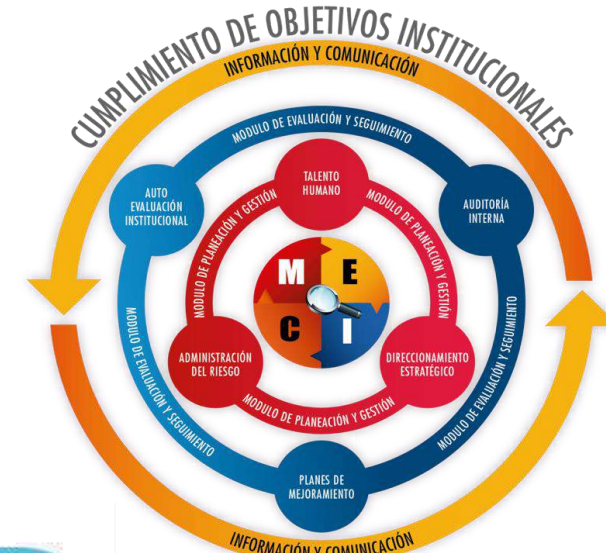 CUMPLIMIENTO DE OBJETIVOS INSTITUCIONALES
INFORMACIÓN Y COMUNICACIÓN
MODULO DE EVALUACIÓN Y SEGUIMIENTO
TALENTO
HUMANO
AUTO
EVALUACIÓN
INSTITUCIONAL
AUDITORÍA
INTERNA
MODULO DE PLANEACIÓN Y GESTIÓN
MODULO DE PLANEACIÓN Y GESTIÓN
M E
C I
MODULO DE EVALUACIÓN Y SEGUIMIENTO
MODULO DE EVALUACIÓN Y SEGUIMIENTO
ADMINISTRACIÓN
DEL RIESGO
DIRECCIONAMIENTO
ESTRATÉGICO
MODULO DE PLANEACIÓN Y GESTIÓN
PLANES DE
MEJORAMIENTO
INFORMACIÓN Y COMUNICACIÓN